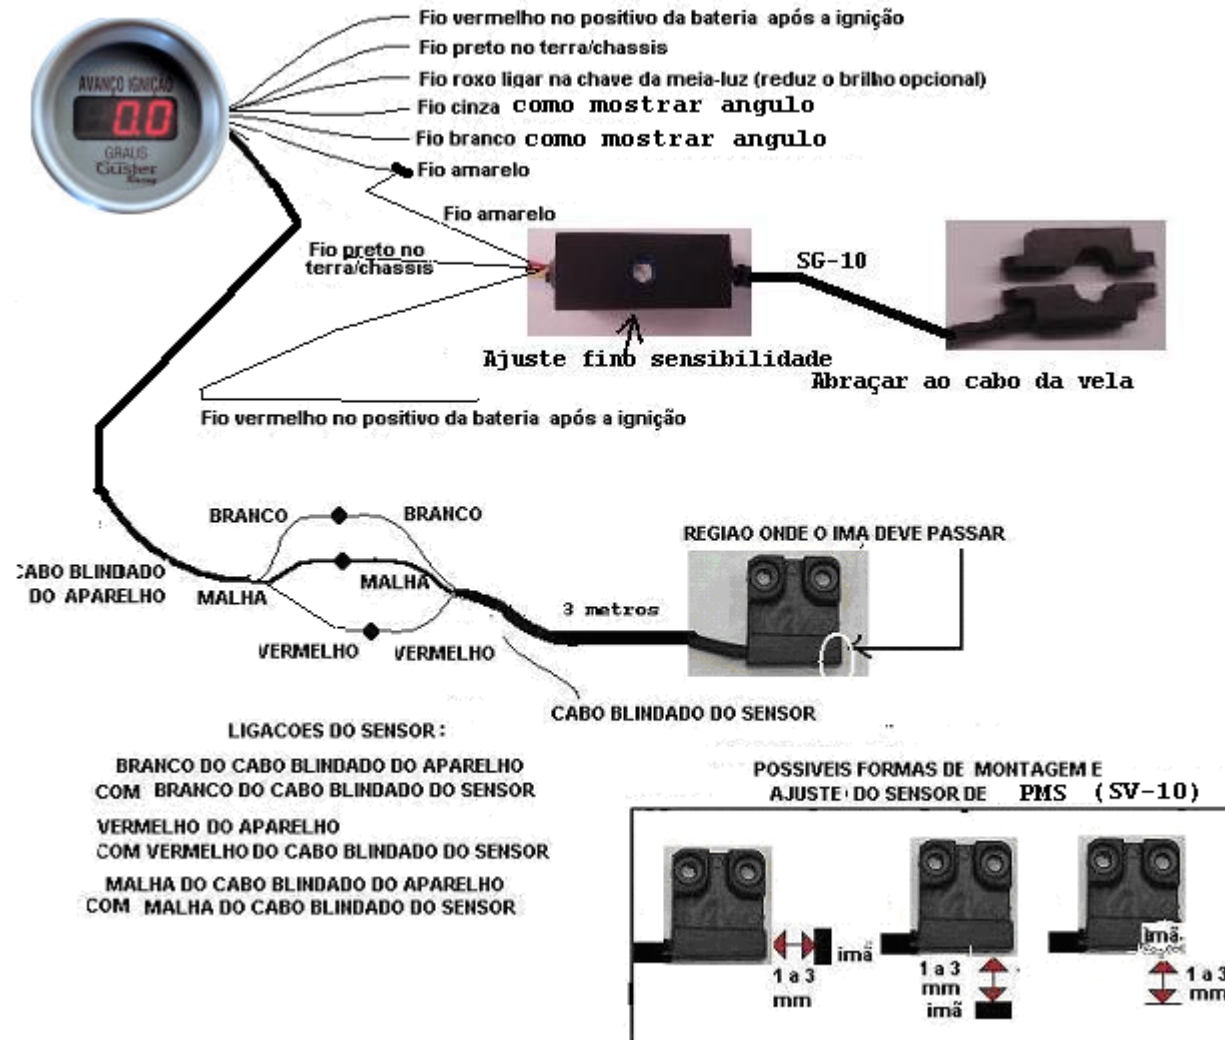 Fio vermelho no positivo da bateria após a ignição
Fio preto no terra/chassis
Fio roxo ligar na chave da meia-luz (reduz o brilho opcional)
Fio cinza como mostrar angulo
Fio branco como mostrar angulo
Fio amarelo
AVANÇO IGNIÇÃO
0.0
GRAUS
Guster
Racing
Fio amarelo
Fio preto no
terra/chassis
SG-10
Ajuste fino sensibilidade
Abraçar ao cabo da vela
Fio vermelho no positivo da bateria após a ignição
BRANCO
BRANCO
REGIAO ONDE O IMA DEVE PASSAR
CABO BLINDADO
DO APARELHO
MALHA
MALHA
3 metros
VERMELHO
VERMELHO
CABO BLINDADO DO SENSOR
LIGACOES DO SENSOR :
BRANCO DO CABO BLINDADO DO APARELHO
COM BRANCO DO CABO BLINDADO DO SENSOR
VERMELHO DO APARELHO
COM VERMELHO DO CABO BLINDADO DO SENSOR
MALHA DO CABO BLINDADO DO APARELHO
COM MALHA DO CABO BLINDADO DO SENSOR
POSSIVEIS FORMAS DE MONTAGEM E
AJUSTE DO SENSOR DE PMS (SV-10)
imã
1 a 3
mm
1 a 3
mm
imã
imã
1 a 3
mm